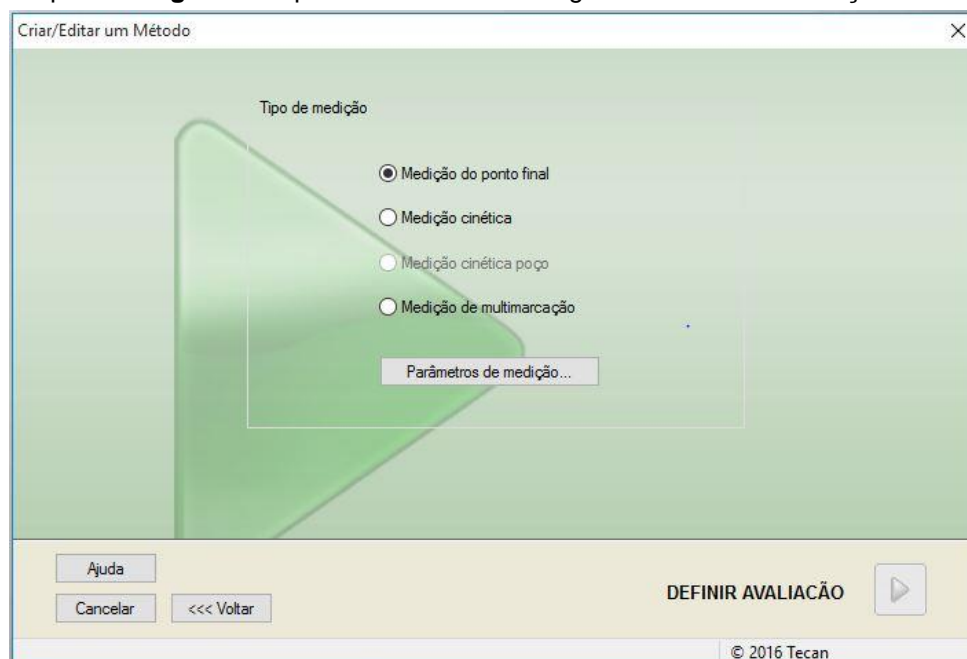 Criar/Editar um Método
Tipo de medição
Medição do ponto final
Medição cinética
Medição cinética poço
Medição de multimarcação
Parâmetros de medição...
Ajuda
Cancelar
<<< Voltar
DEFINIR AVALIACÃO
© 2016 Tecan